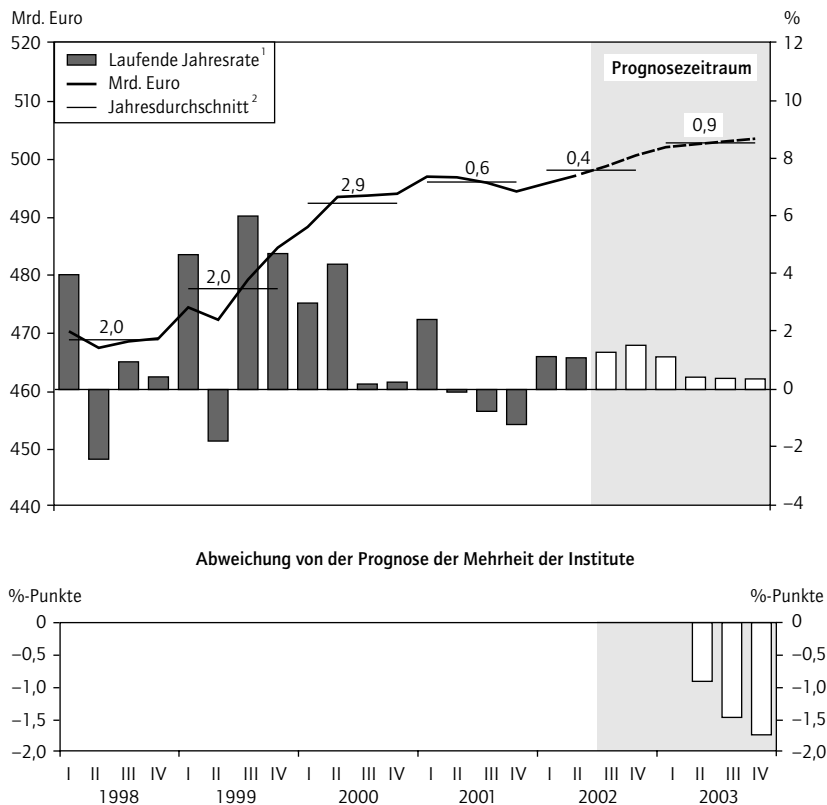 Mrd. Euro %
520 12
Laufende Jahresrate¹
Mrd. Euro
Jahresdurchschnitt²
Prognosezeitraum
510 10
500 8
490 6
480 4
470 2
460 0
450 −2
440 −4
2,0
2,0
2,9
0,6
0,4
0,9
Abweichung von der Prognose der Mehrheit der Institute
%-Punkte %-Punkte
0 0
−0,5 −0,5
−1,0 −1,0
−1,5 −1,5
−2,0 −2,0
I II III IV I II III IV I II III IV I II III IV I II III IV I II III IV
1998 1999 2000 2001 2002 2003